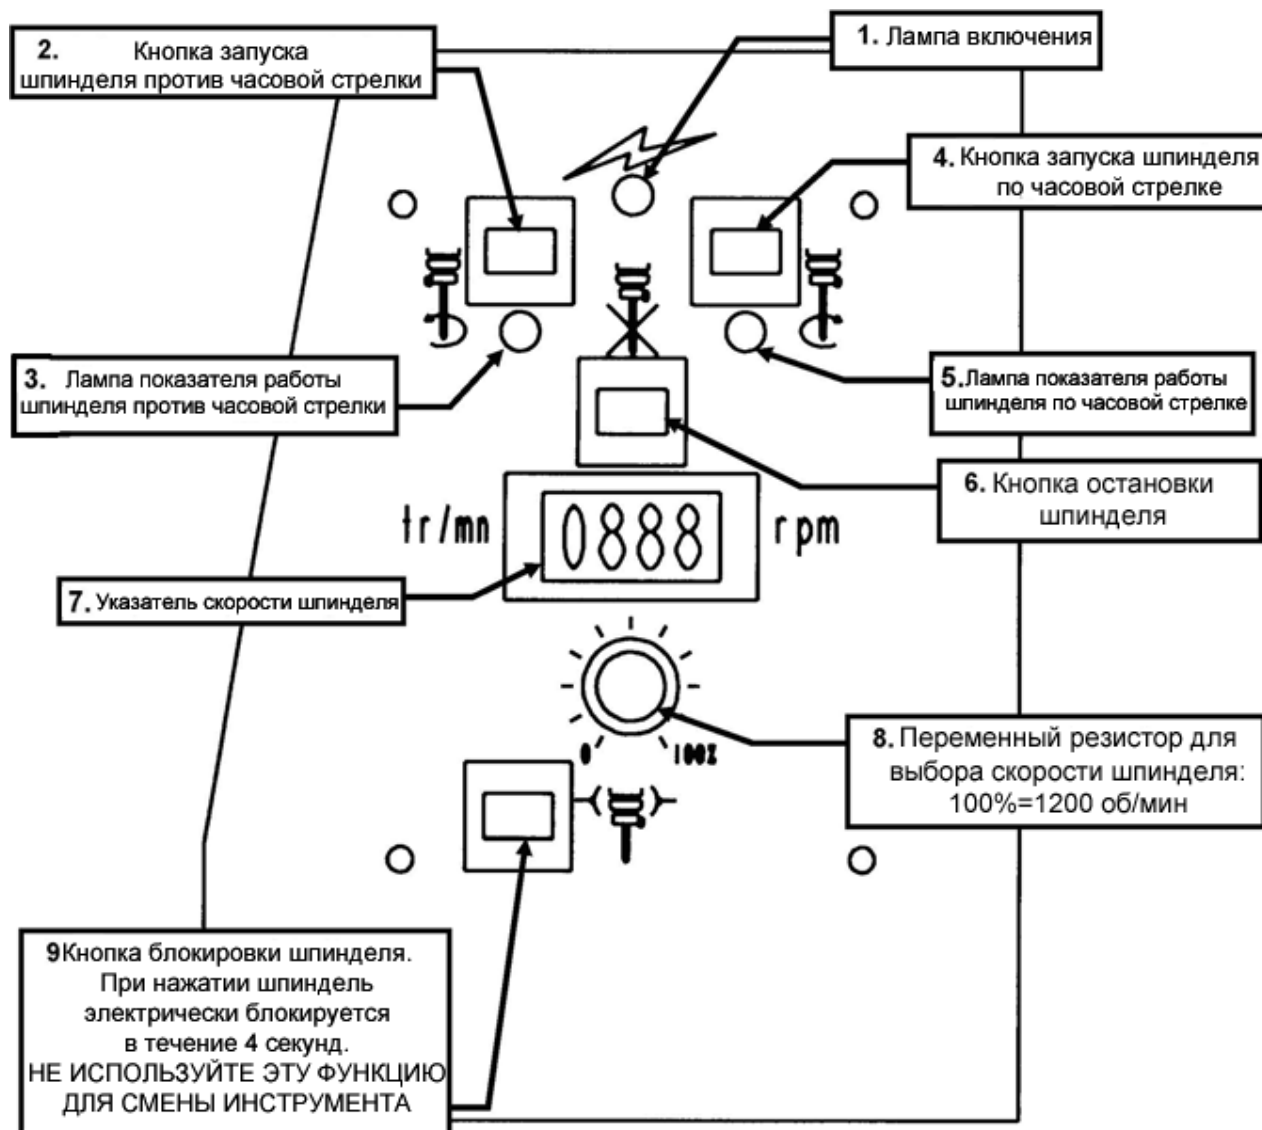 2. Кнопка запуска
шпинделя против часовой стрелки
1. Лампа включения
4. Кнопка запуска шпинделя
по часовой стрелке
3. Лампа показателя работы
шпинделя против часовой стрелки
5.Лампа показателя работы
шпинделя по часовой стрелке
6. Кнопка остановки
шпинделя
tr/mn
0888
rpm
7. Указатель скорости шпинделя
0
100%
8. Переменный резистор для
выбора скорости шпинделя:
100%=1200 об/мин
9Кнопка блокировки шпинделя.
При нажатии шпиндель
электрически блокируется
в течение 4 секунд.
НЕ ИСПОЛЬЗУЙТЕ ЭТУ ФУНКЦИЮ
ДЛЯ СМЕНЫ ИНСТРУМЕНТА